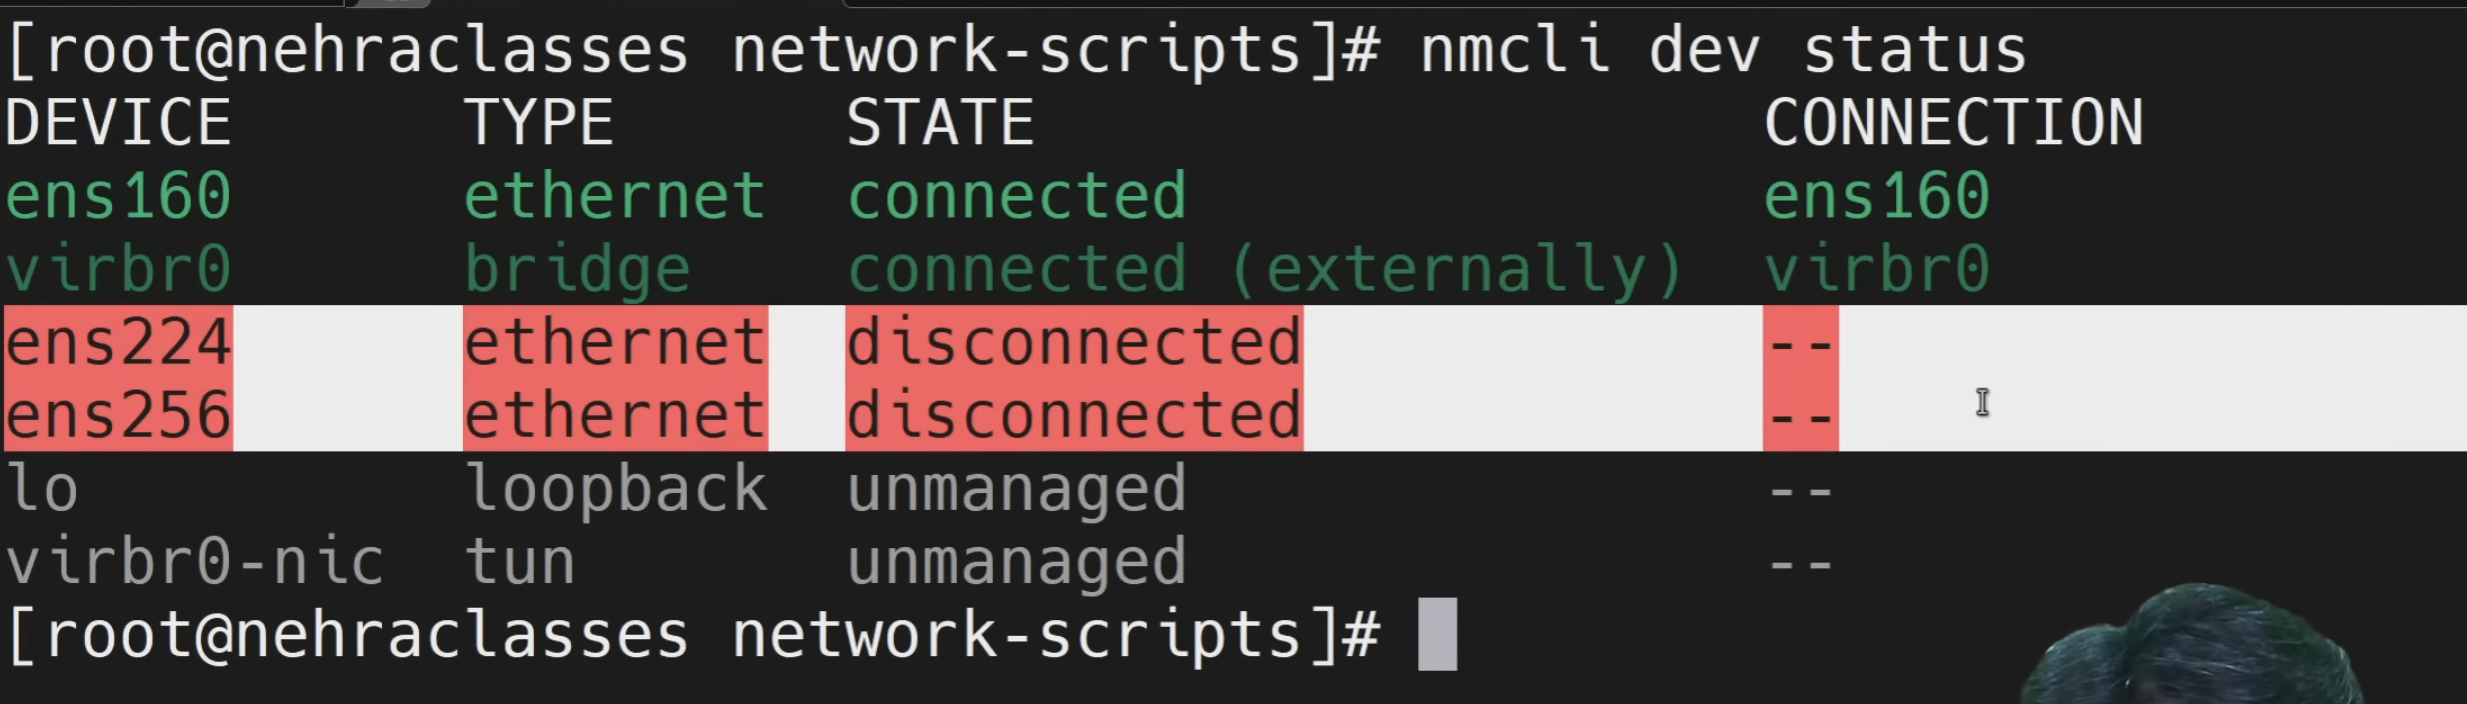 [root@nehraclasses network-scripts]# nmcli dev status
DEVICE      TYPE      STATE                   CONNECTION
ens160      ethernet  connected               ens160
virbr0      bridge    connected (externally)  virbr0
ens224      ethernet  disconnected            --
ens256      ethernet  disconnected            --
lo          loopback  unmanaged               --
virbr0-nic  tun       unmanaged               --
[root@nehraclasses network-scripts]#